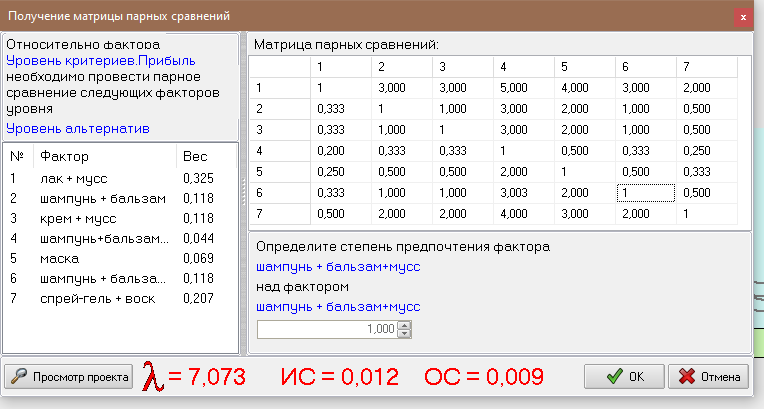 Получение матрицы парных сравнений
x
Относительно фактора
Уровень критериев.Прибыль
необходимо провести парное
сравнение следующих факторов
уровня
Уровень альтернатив
№ Фактор Вес
1 лак + мусс 0,325
2 шампунь + бальзам 0,118
3 крем + мусс 0,118
4 шампунь+бальзам... 0,044
5 маска 0,069
6 шампунь + бальза... 0,118
7 спрей-гель + воск 0,207
Матрица парных сравнений:
1 2 3 4 5 6 7
1 1 3,000 3,000 5,000 4,000 3,000 2,000
2 0,333 1 1,000 3,000 2,000 1,000 0,500
3 0,333 1,000 1 3,000 2,000 1,000 0,500
4 0,200 0,333 0,333 1 0,500 0,333 0,250
5 0,250 0,500 0,500 2,000 1 0,500 0,333
6 0,333 1,000 1,000 3,003 2,000 1 0,500
7 0,500 2,000 2,000 4,000 3,000 2,000 1
Определите степень предпочтения фактора
шампунь + бальзам+мусс
над фактором
шампунь + бальзам+мусс
1,000
Просмотр проекта
λ = 7,073 ИС = 0,012 ОС = 0,009
ОК
Отмена